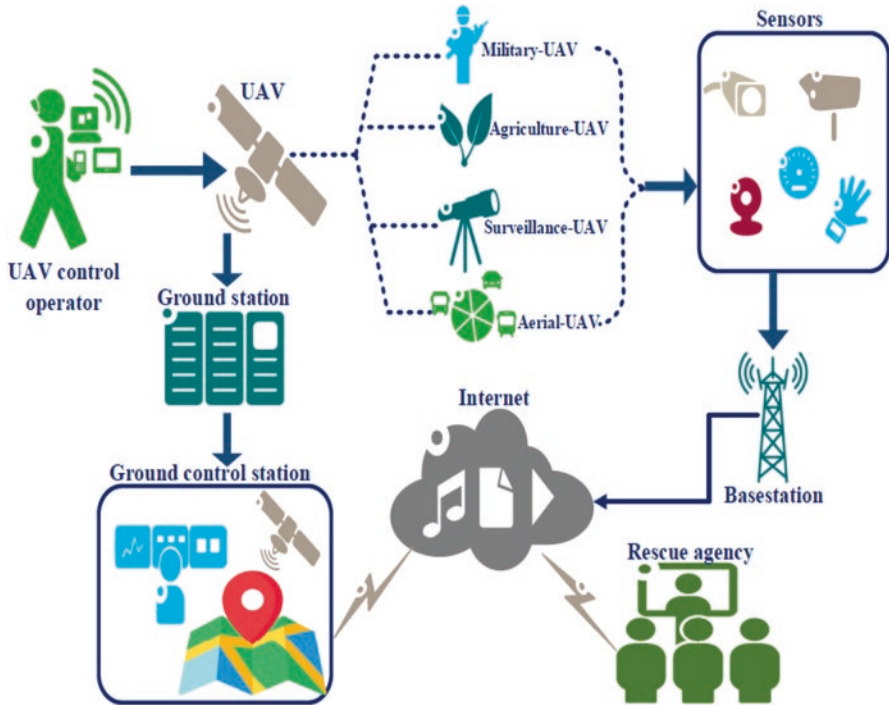 Sensors
Military-UAV
UAV
Agriculture-UAV
Surveillance-UAV
UAV control
operator
Ground station
Aerial-UAV
Internet
Ground control station
Basestation
Rescue agency